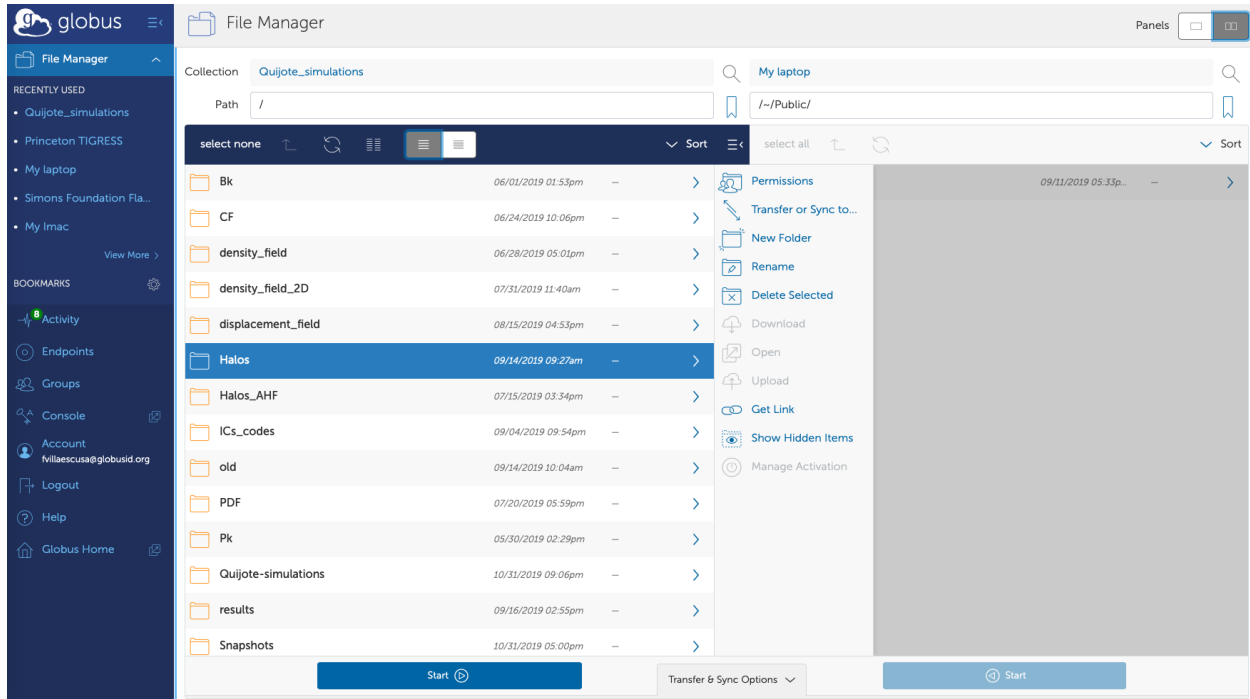 globus
File Manager
RECENTLY USED
Quijote_simulations
Princeton TIGRESS
My laptop
Simons Foundation Fla...
My Imac
View More >
BOOKMARKS
8
Activity
Endpoints
Groups
Console
Account
fvillaescusa@globusid.org
Logout
Help
Globus Home
File Manager
Panels
Collection Quijote_simulations
Path /
My laptop
/~/Public/
select none
Sort
select all
Sort
Bk 06/01/2019 01:53pm –
CF 06/24/2019 10:06pm –
density_field 06/28/2019 05:01pm –
density_field_2D 07/31/2019 11:40am –
displacement_field 08/15/2019 04:53pm –
Halos 09/14/2019 09:27am –
Halos_AHF 07/15/2019 03:34pm –
ICs_codes 09/04/2019 09:54pm –
old 09/14/2019 10:04am –
PDF 07/20/2019 05:59pm –
Pk 05/30/2019 02:29pm –
Quijote-simulations 10/31/2019 09:06pm –
results 09/16/2019 02:55pm –
Snapshots 10/31/2019 05:00pm –
Permissions
Transfer or Sync to...
New Folder
Rename
Delete Selected
Download
Open
Upload
Get Link
Show Hidden Items
Manage Activation
09/11/2019 05:33p... –
Start
Transfer & Sync Options
Start